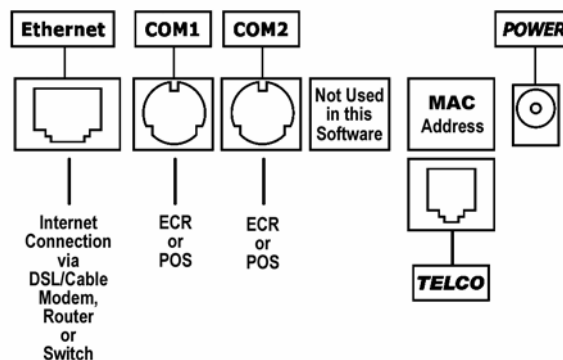 Ethernet
COM1
COM2
POWER
Not Used
in this
Software
MAC
Address
Internet
Connection
via
DSL/Cable
Modem,
Router
or
Switch
ECR
or
POS
ECR
or
POS
TELCO